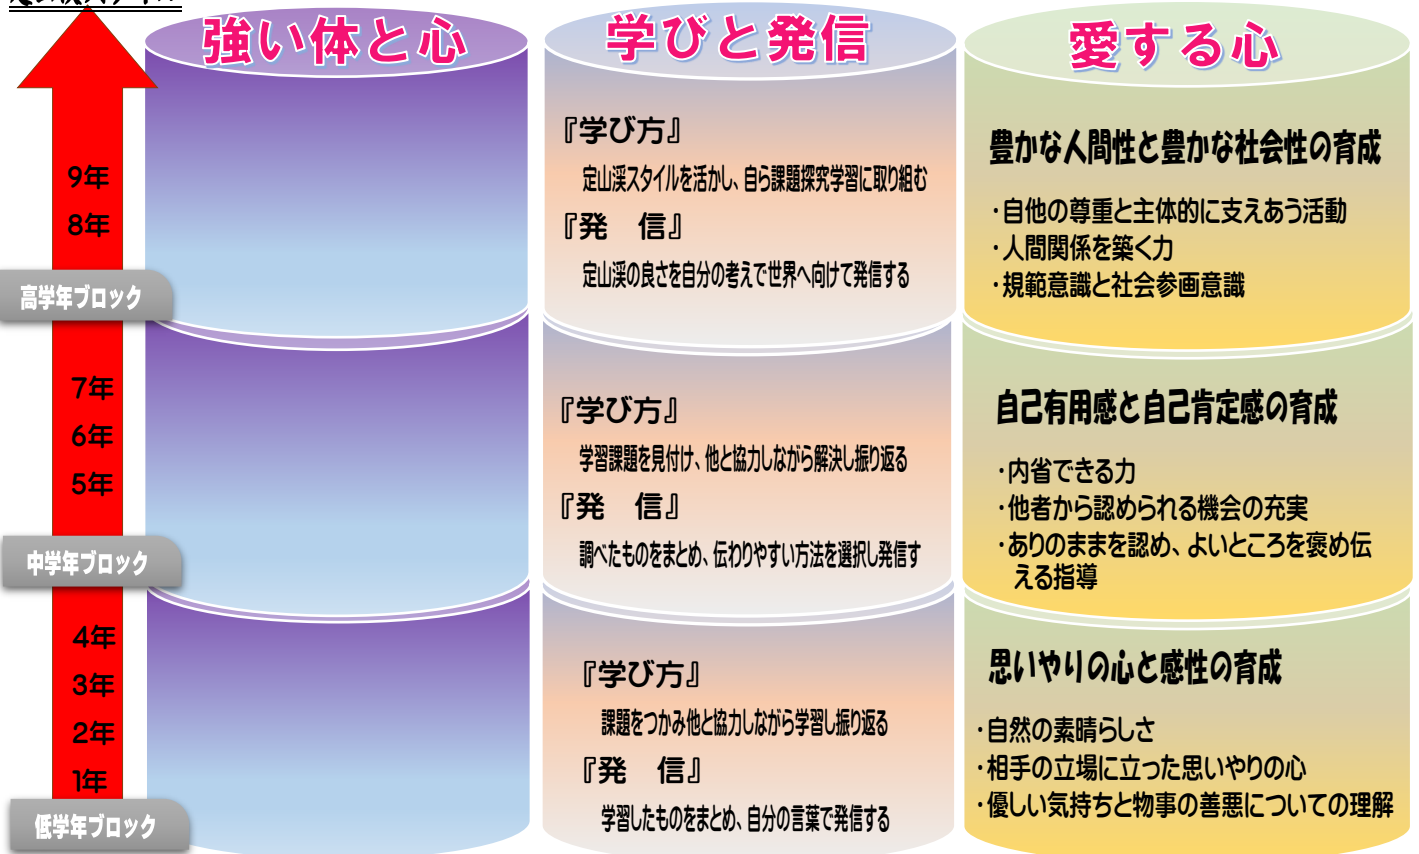 強い体と心
学びと発信
愛する心
9年
8年
高学年ブロック
7年
6年
5年
中学年ブロック
4年
3年
2年
1年
低学年ブロック
『学び方』
定山渓スタイルを活かし、自ら課題探究学習に取り組む
『発　信』
定山渓の良さを自分の考えで世界へ向けて発信する
『学び方』
学習課題を見付け、他と協力しながら解決し振り返る
『発　信』
調べたものをまとめ、伝わりやすい方法を選択し発信す
『学び方』
課題をつかみ他と協力しながら学習し振り返る
『発　信』
学習したものをまとめ、自分の言葉で発信する
豊かな人間性と豊かな社会性の育成
・自他の尊重と主体的に支えあう活動
・人間関係を築く力
・規範意識と社会参画意識
自己有用感と自己肯定感の育成
・内省できる力
・他者から認められる機会の充実
・ありのままを認め、よいところを褒め伝
える指導
思いやりの心と感性の育成
・自然の素晴らしさ
・相手の立場に立った思いやりの心
・優しい気持ちと物事の善悪についての理解